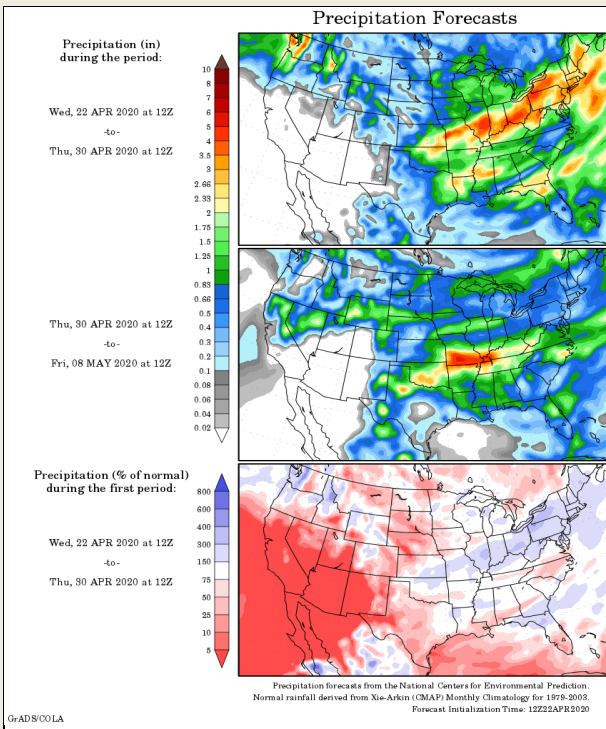 Precipitation Forecasts
Precipitation (in)
during the period:
Wed, 22 APR 2020 at 12Z
-to-
Thu, 30 APR 2020 at 12Z
10
8
7
6
5
4
3.5
3
2.66
2.33
2
1.75
1.5
1.25
1
0.83
0.66
0.5
0.4
0.3
0.2
0.1
0.08
0.06
0.04
0.02
Thu, 30 APR 2020 at 12Z
-to-
Fri, 08 MAY 2020 at 12Z
Precipitation (% of normal)
during the first period:
Wed, 22 APR 2020 at 12Z
-to-
Thu, 30 APR 2020 at 12Z
800
600
400
300
150
75
50
25
10
5
Precipitation forecasts from the National Centers for Environmental Prediction.
Normal rainfall derived from Xie-Arkin (CMAP) Monthly Climatology for 1979-2003.
Forecast Initialization Time: 12Z22APR2020
GrADS/COLA